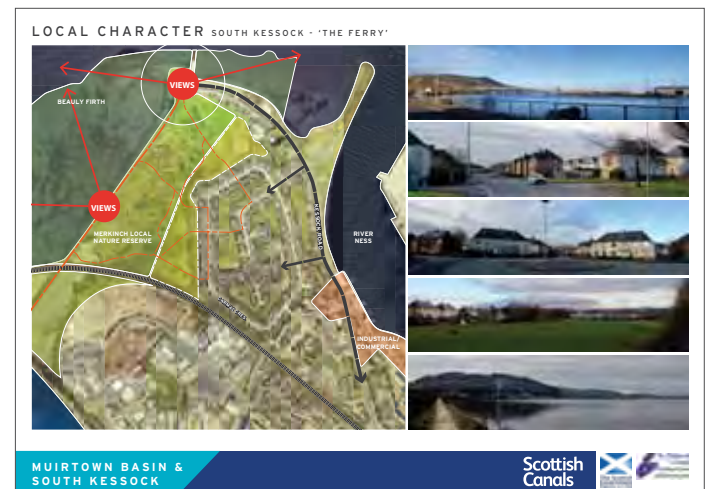 LOCAL CHARACTER SOUTH KESSOCK - 'THE FERRY'
VIEWS
BEAULY FIRTH
VIEWS
MERKINCH LOCAL
NATURE RESERVE
KESSOCK ROAD
RIVER
NESS
INDUSTRIAL/
COMMERCIAL
MUIRTOWN BASIN &
SOUTH KESSOCK
Scottish
Canals